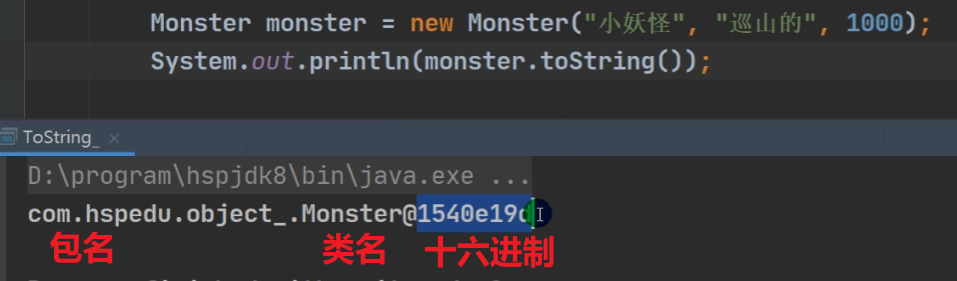 Monster monster = new Monster("小妖怪", "巡山的", 1000);
System.out.println(monster.toString());
ToString_ ×
D:\program\hspjdk8\bin\java.exe ...
com.hspedu.object_.Monster@1540e19d
包名 类名 十六进制